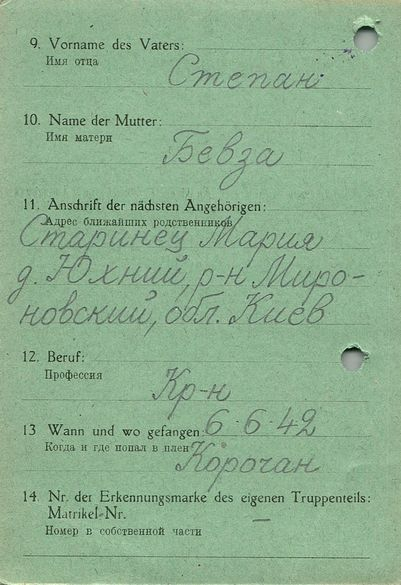 9. Vorname des Vaters:
Имя отца
Степан
10. Name der Mutter:
Имя матери
Бевза
11. Anschrift der nächsten Angehörigen:
Адрес ближайших родственников
Старинец Мария
д. Юхний, р-н Миро-
новский, обл. Киев
12. Beruf:
Профессия
Кр-н
13 Wann und wo gefangen: 6·6·42
Когда и где попал в плен
Корочан
14. Nr. der Erkennungsmarke des eigenen Truppenteils:
Matrikel-Nr. –
Номер в собственной части